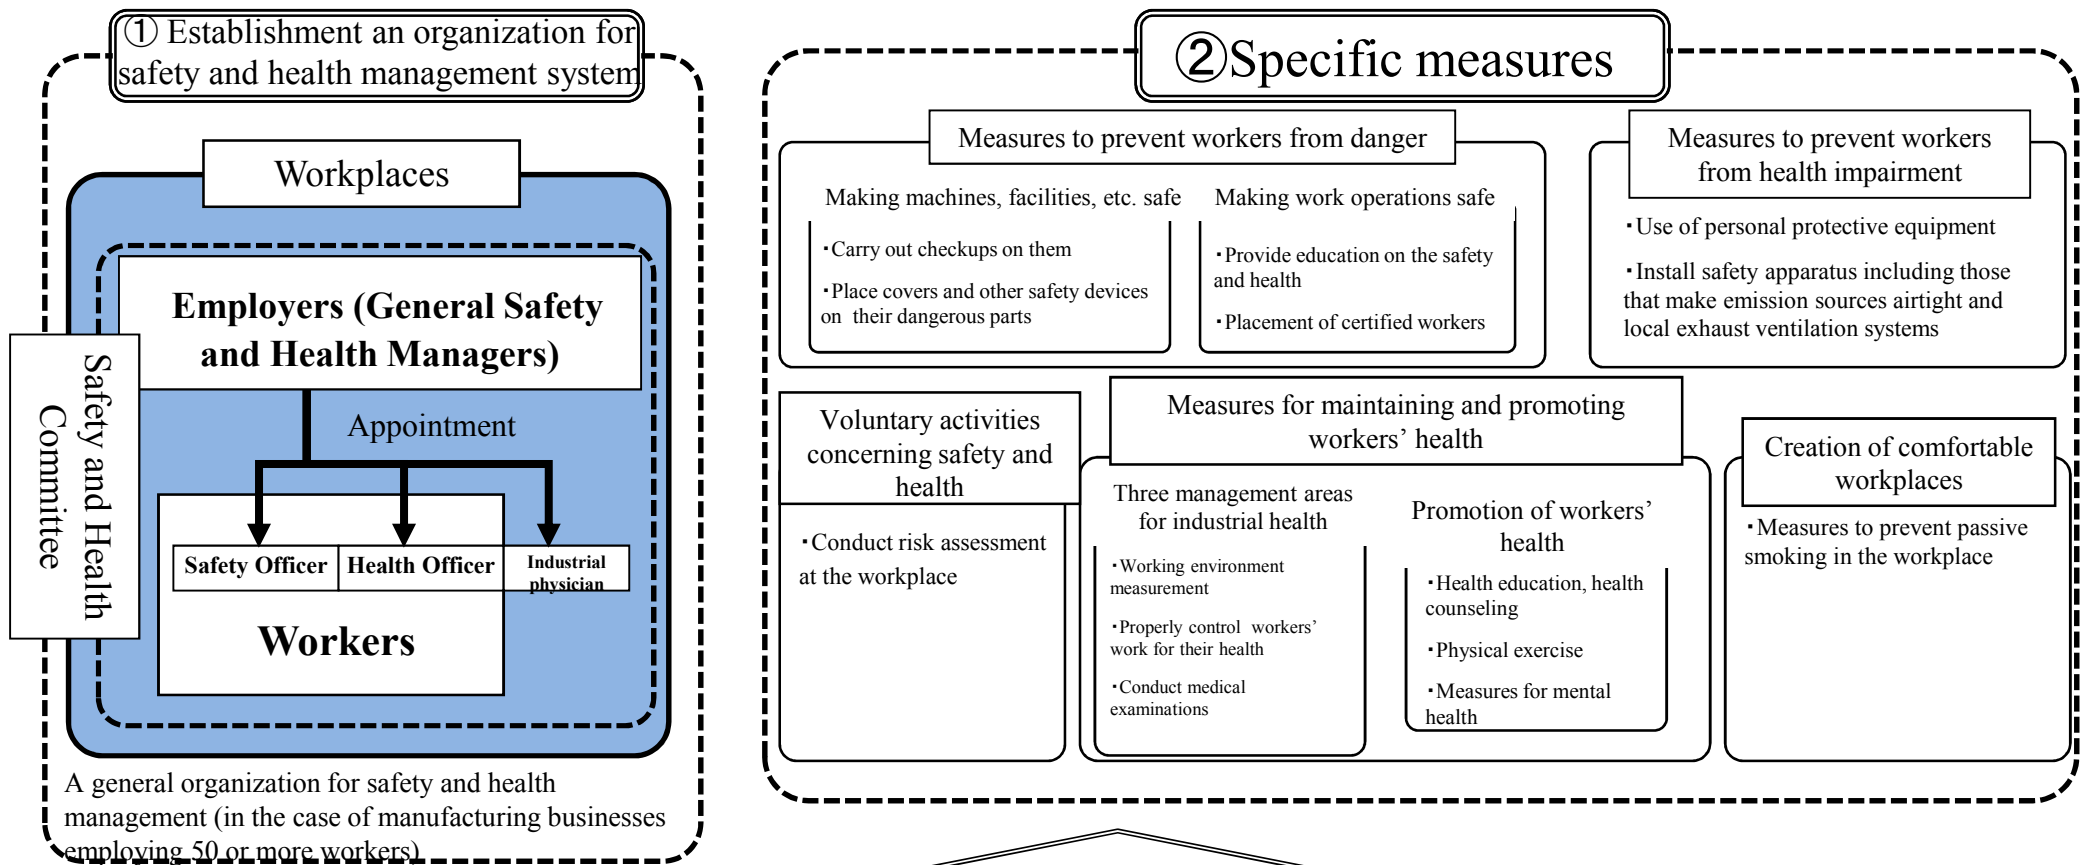 ① Establishment an organization for
safety and health management system
Workplaces
Employers (General Safety
and Health Managers)
Safety and Health
Committee
Appointment
Safety Officer
Health Officer
Industrial
physician
Workers
A general organization for safety and health
management (in the case of manufacturing businesses
employing 50 or more workers)
②Specific measures
Measures to prevent workers from danger
Making machines, facilities, etc. safe
・Carry out checkups on them
・Place covers and other safety devices
on their dangerous parts
Making work operations safe
・Provide education on the safety
and health
・Placement of certified workers
Measures to prevent workers
from health impairment
・Use of personal protective equipment
・Install safety apparatus including those
that make emission sources airtight and
local exhaust ventilation systems
Voluntary activities
concerning safety and
health
・Conduct risk assessment
at the workplace
Measures for maintaining and promoting
workers’ health
Three management areas
for industrial health
・Working environment
measurement
・Properly control workers’
work for their health
・Conduct medical
examinations
Promotion of workers’
health
・Health education, health
counseling
・Physical exercise
・Measures for mental
health
Creation of comfortable
workplaces
・Measures to prevent passive
smoking in the workplace